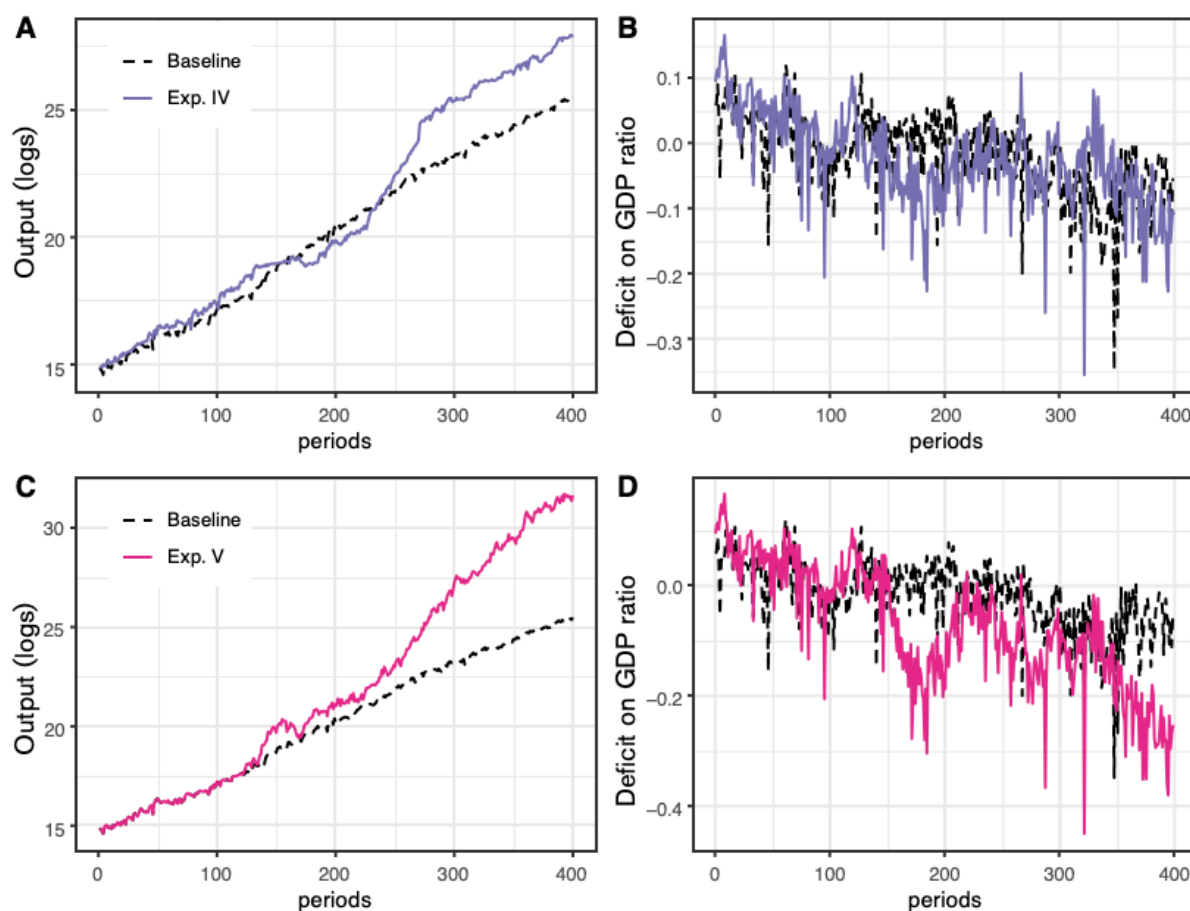 A
Baseline
Exp. IV
Output (logs)
25
20
15
0 100 200 300 400
periods
B
Deficit on GDP ratio
0.1
0.0
−0.1
−0.2
−0.3
0 100 200 300 400
periods
C
Baseline
Exp. V
Output (logs)
30
25
20
15
0 100 200 300 400
periods
D
Deficit on GDP ratio
0.0
−0.2
−0.4
0 100 200 300 400
periods